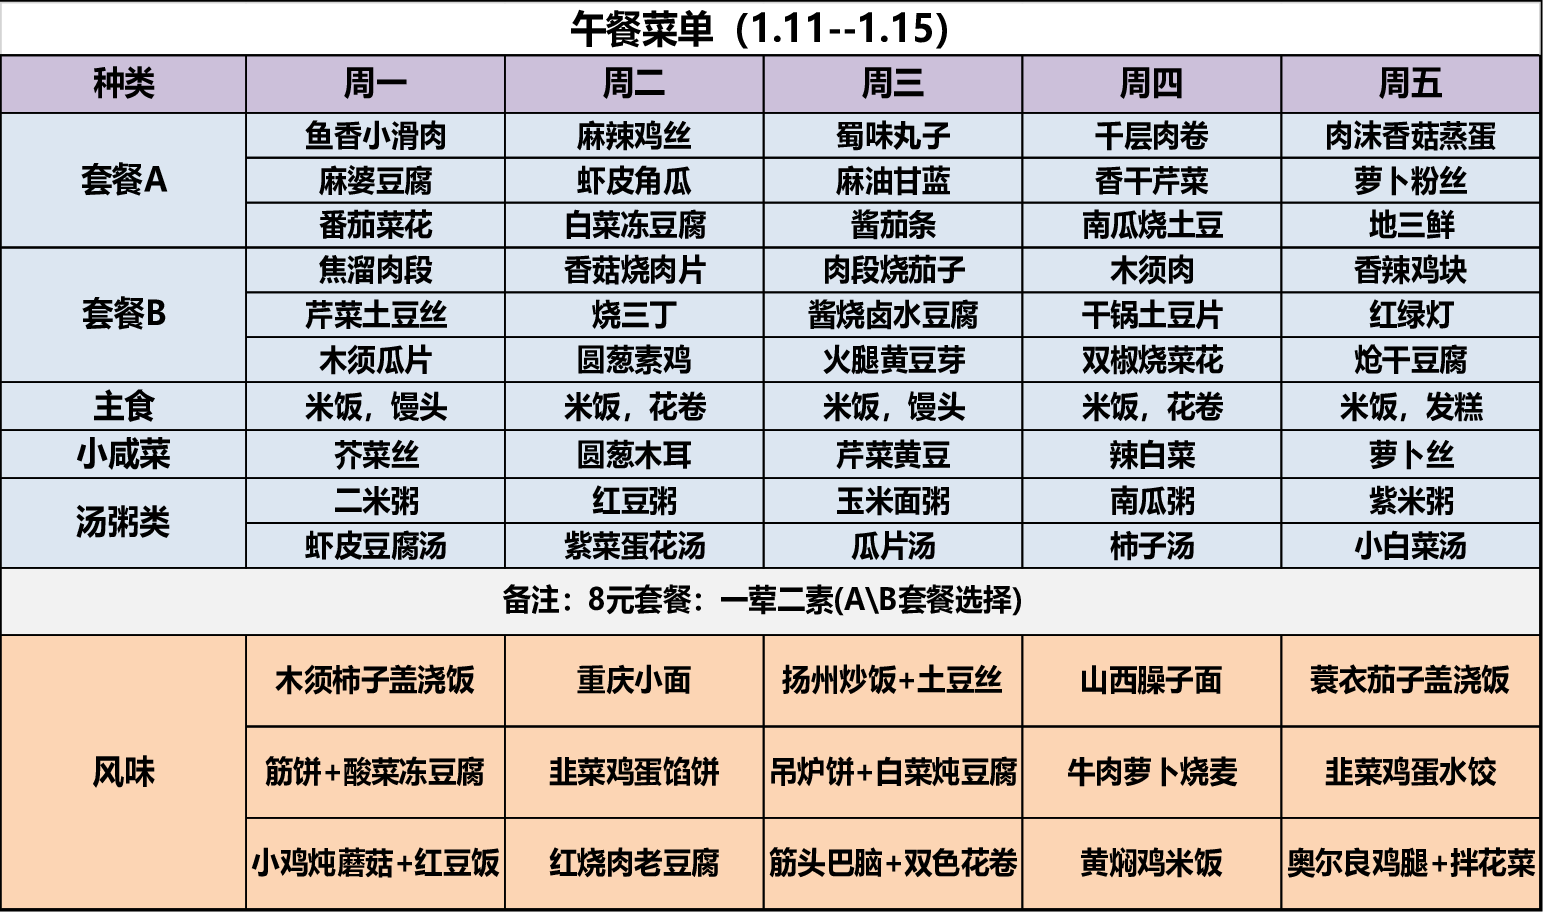 午餐菜单（1.11--1.15）
种类 周一 周二 周三 周四 周五
套餐A
鱼香小滑肉 麻辣鸡丝 蜀味丸子 千层肉卷 肉沫香菇蒸蛋
麻婆豆腐 虾皮角瓜 麻油甘蓝 香干芹菜 萝卜粉丝
番茄菜花 白菜冻豆腐 酱茄条 南瓜烧土豆 地三鲜
套餐B
焦溜肉段 香菇烧肉片 肉段烧茄子 木须肉 香辣鸡块
芹菜土豆丝 烧三丁 酱烧卤水豆腐 干锅土豆片 红绿灯
木须瓜片 圆葱素鸡 火腿黄豆芽 双椒烧菜花 炝干豆腐
主食 米饭，馒头 米饭，花卷 米饭，馒头 米饭，花卷 米饭，发糕
小咸菜 芥菜丝 圆葱木耳 芹菜黄豆 辣白菜 萝卜丝
汤粥类
二米粥 红豆粥 玉米面粥 南瓜粥 紫米粥
虾皮豆腐汤 紫菜蛋花汤 瓜片汤 柿子汤 小白菜汤
备注：8元套餐：一荤二素(A\B套餐选择)
风味
木须柿子盖浇饭 重庆小面 扬州炒饭+土豆丝 山西臊子面 蓑衣茄子盖浇饭
筋饼+酸菜冻豆腐 韭菜鸡蛋馅饼 吊炉饼+白菜炖豆腐 牛肉萝卜烧麦 韭菜鸡蛋水饺
小鸡炖蘑菇+红豆饭 红烧肉老豆腐 筋头巴脑+双色花卷 黄焖鸡米饭 奥尔良鸡腿+拌花菜